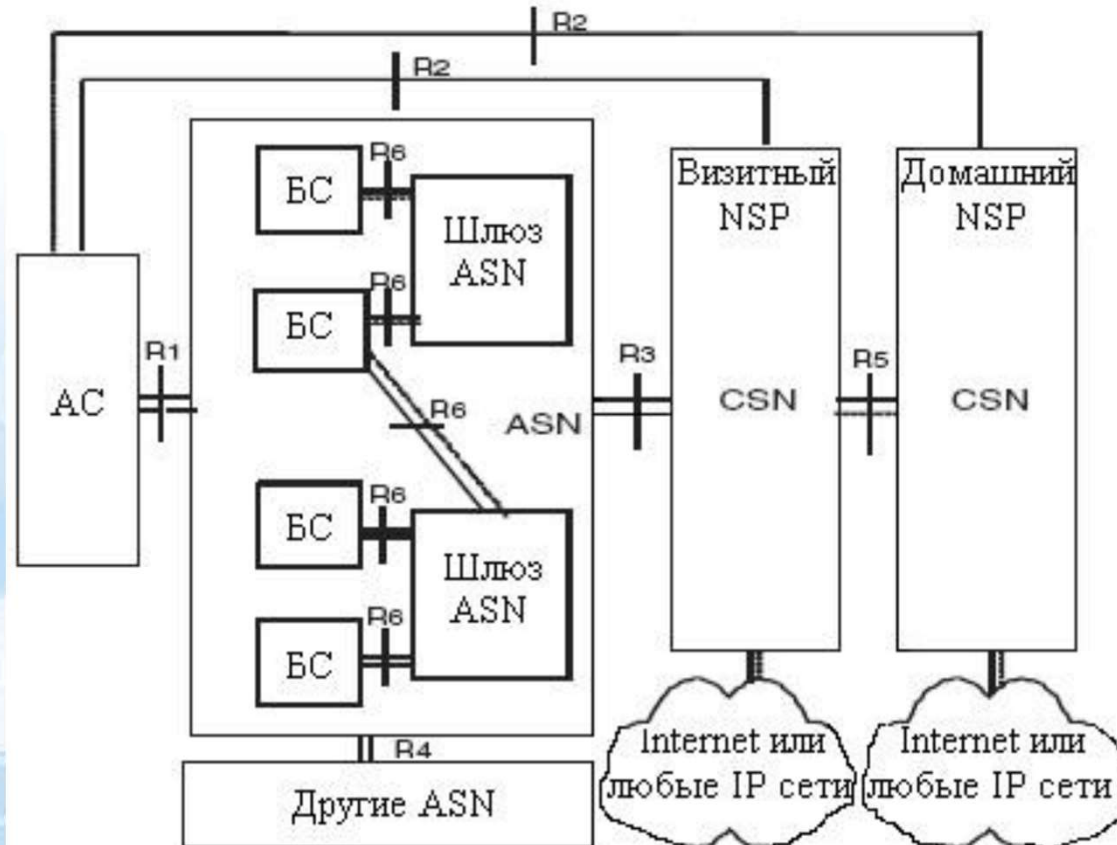 R2
R2
БС
R6
Шлюз
ASN
Визитный
NSP
Домашний
NSP
БС
R6
АС
R1
R6
ASN
R3
CSN
R5
CSN
БС
R6
Шлюз
ASN
БС
R6
R4
Другие ASN
Internet или
любые IP сети
Internet или
любые IP сети